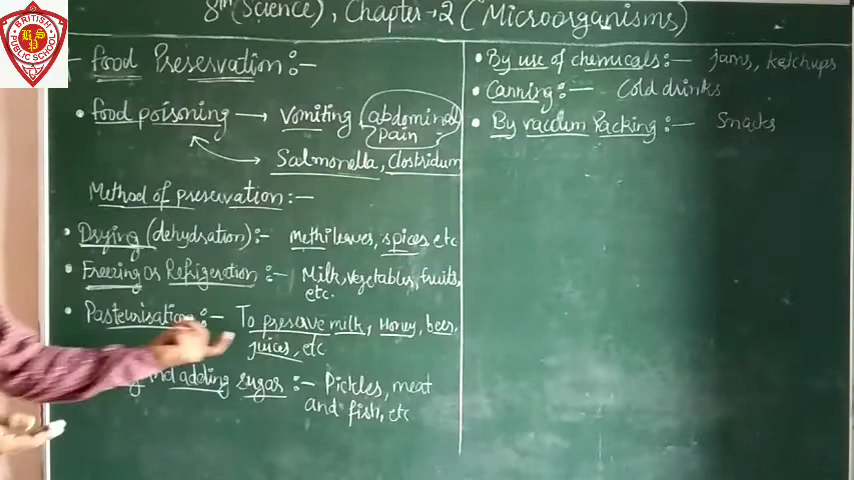 BRITISH
B S P
PUBLIC SCHOOL
8th (Science), Chapter → 2 (Microorganisms)
food Preservation :-
• food poisoning → vomiting, abdominal pain
Salmonella, Clostridum
Method of preservation :-
• Drying (dehydration) :- methi leaves, spices, etc
• Freezing or Refrigeration :- Milk, vegetables, fruits, etc.
• Pasteurisation :- To preserve milk, Honey, beer, juices, etc
adding sugar :- Pickles, meat
and fish, etc
• By use of chemicals :- jams, ketchups
• Canning :- Cold drinks
• By vaccum Packing :- Snacks